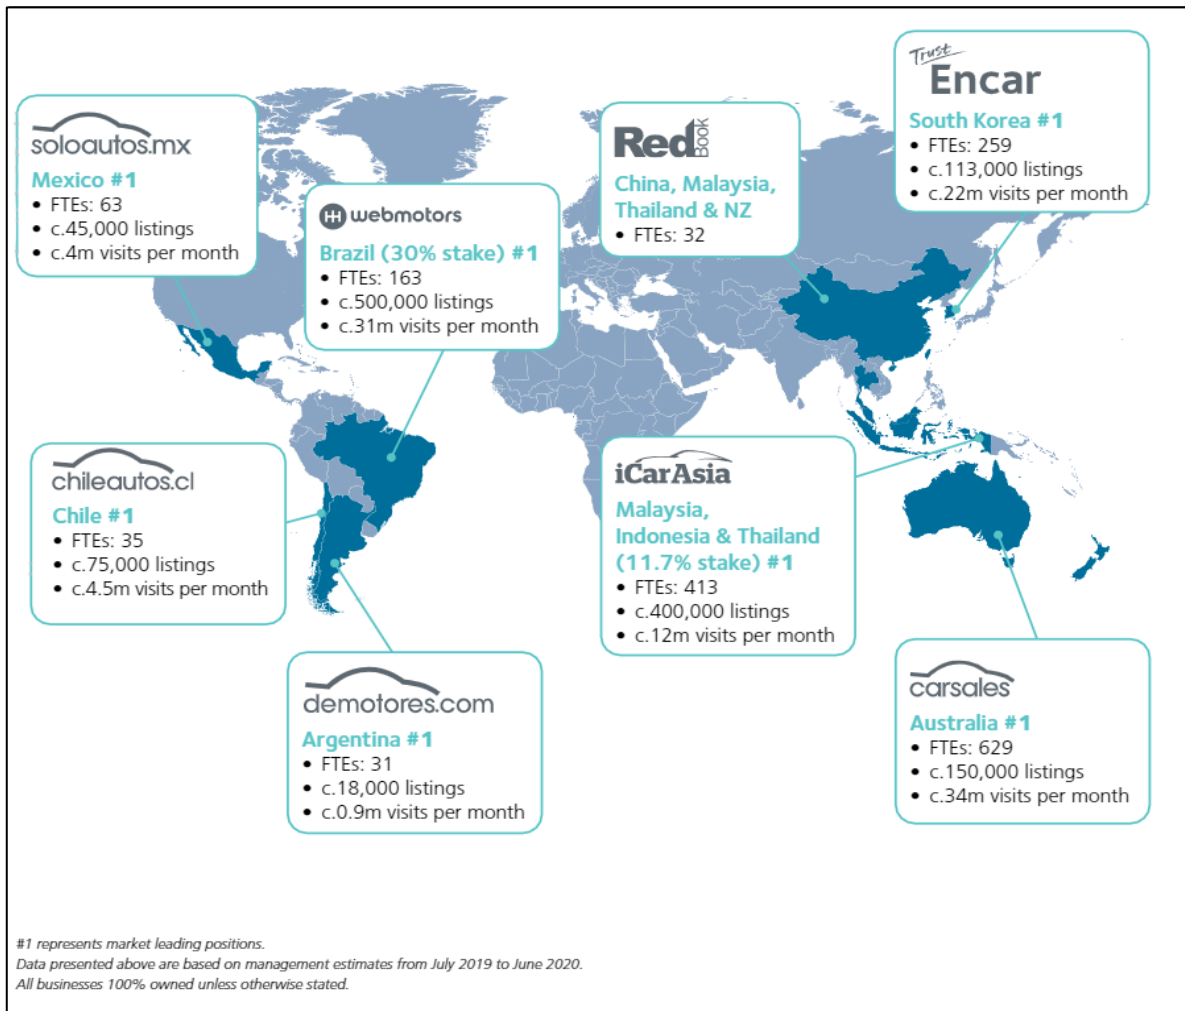 soloautos.mx
Mexico #1
• FTEs: 63
• c.45,000 listings
• c.4m visits per month
webmotors
Brazil (30% stake) #1
• FTEs: 163
• c.500,000 listings
• c.31m visits per month
RedBook
China, Malaysia,
Thailand & NZ
• FTEs: 32
Trust
Encar
South Korea #1
• FTEs: 259
• c.113,000 listings
• c.22m visits per month
chileautos.cl
Chile #1
• FTEs: 35
• c.75,000 listings
• c.4.5m visits per month
iCarAsia
Malaysia,
Indonesia & Thailand
(11.7% stake) #1
• FTEs: 413
• c.400,000 listings
• c.12m visits per month
demotores.com
Argentina #1
• FTEs: 31
• c.18,000 listings
• c.0.9m visits per month
carsales
Australia #1
• FTEs: 629
• c.150,000 listings
• c.34m visits per month
#1 represents market leading positions.
Data presented above are based on management estimates from July 2019 to June 2020.
All businesses 100% owned unless otherwise stated.